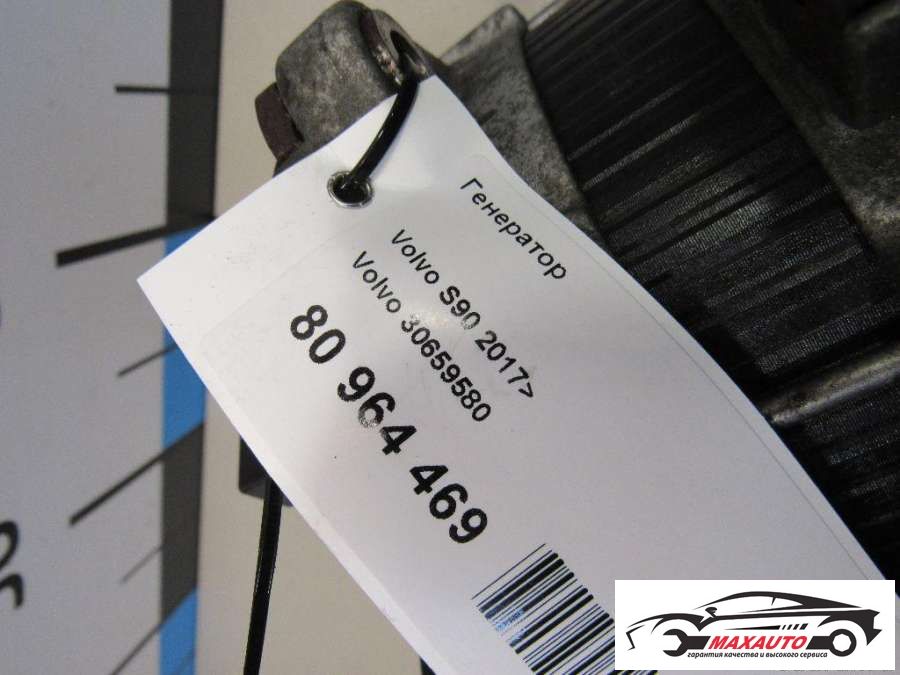 Генератор
Volvo S90 2017>
Volvo 30659580
80 964 469
MAXAUTO
гарантия качества и высокого сервиса